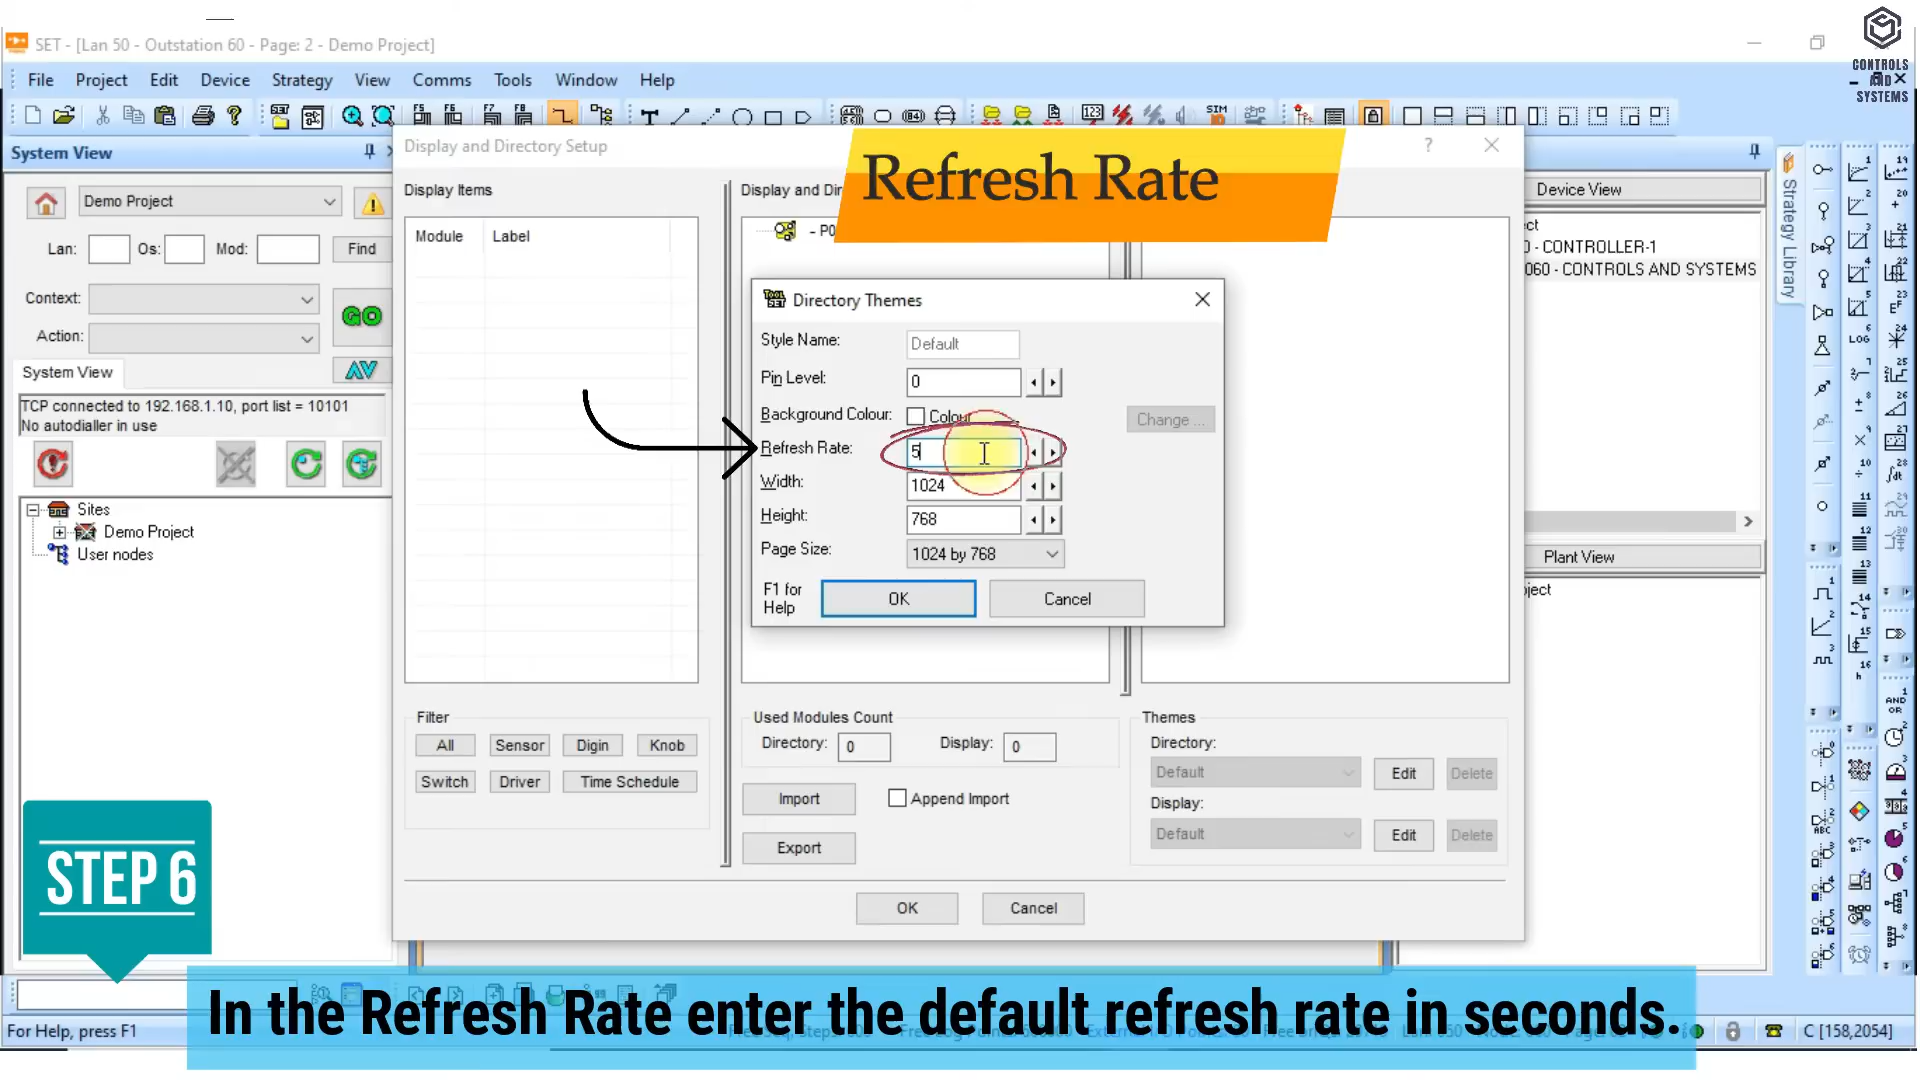 SET - [Lan 50 - Outstation 60 - Page: 2 - Demo Project]
CONTROLS
AND
SYSTEMS
File Project Edit Device Strategy View Comms Tools Window Help
System View
Display and Directory Setup
Refresh Rate
Demo Project
Lan: Os: Mod: Find
Context:
GO
Action:
System View
AV
TCP connected to 192.168.1.10, port list = 10101
No autodialler in use
Sites
Demo Project
User nodes
Display Items
Module Label
Display and Dir
- P0
Directory Themes
Style Name: Default
Pin Level: 0
Background Colour: Colour
Change ...
Refresh Rate: 5
Width: 1024
Height: 768
Page Size: 1024 by 768
F1 for
Help
OK Cancel
Filter
All Sensor Digin Knob
Switch Driver Time Schedule
Used Modules Count
Directory: 0 Display: 0
Import Append Import
Export
Themes
Directory:
Default Edit Delete
Display:
Default Edit Delete
OK Cancel
Device View
ct
0 - CONTROLLER-1
060 - CONTROLS AND SYSTEMS
Plant View
ject
Strategy Library
STEP 6
In the Refresh Rate enter the default refresh rate in seconds.
For Help, press F1
C [158,2054]